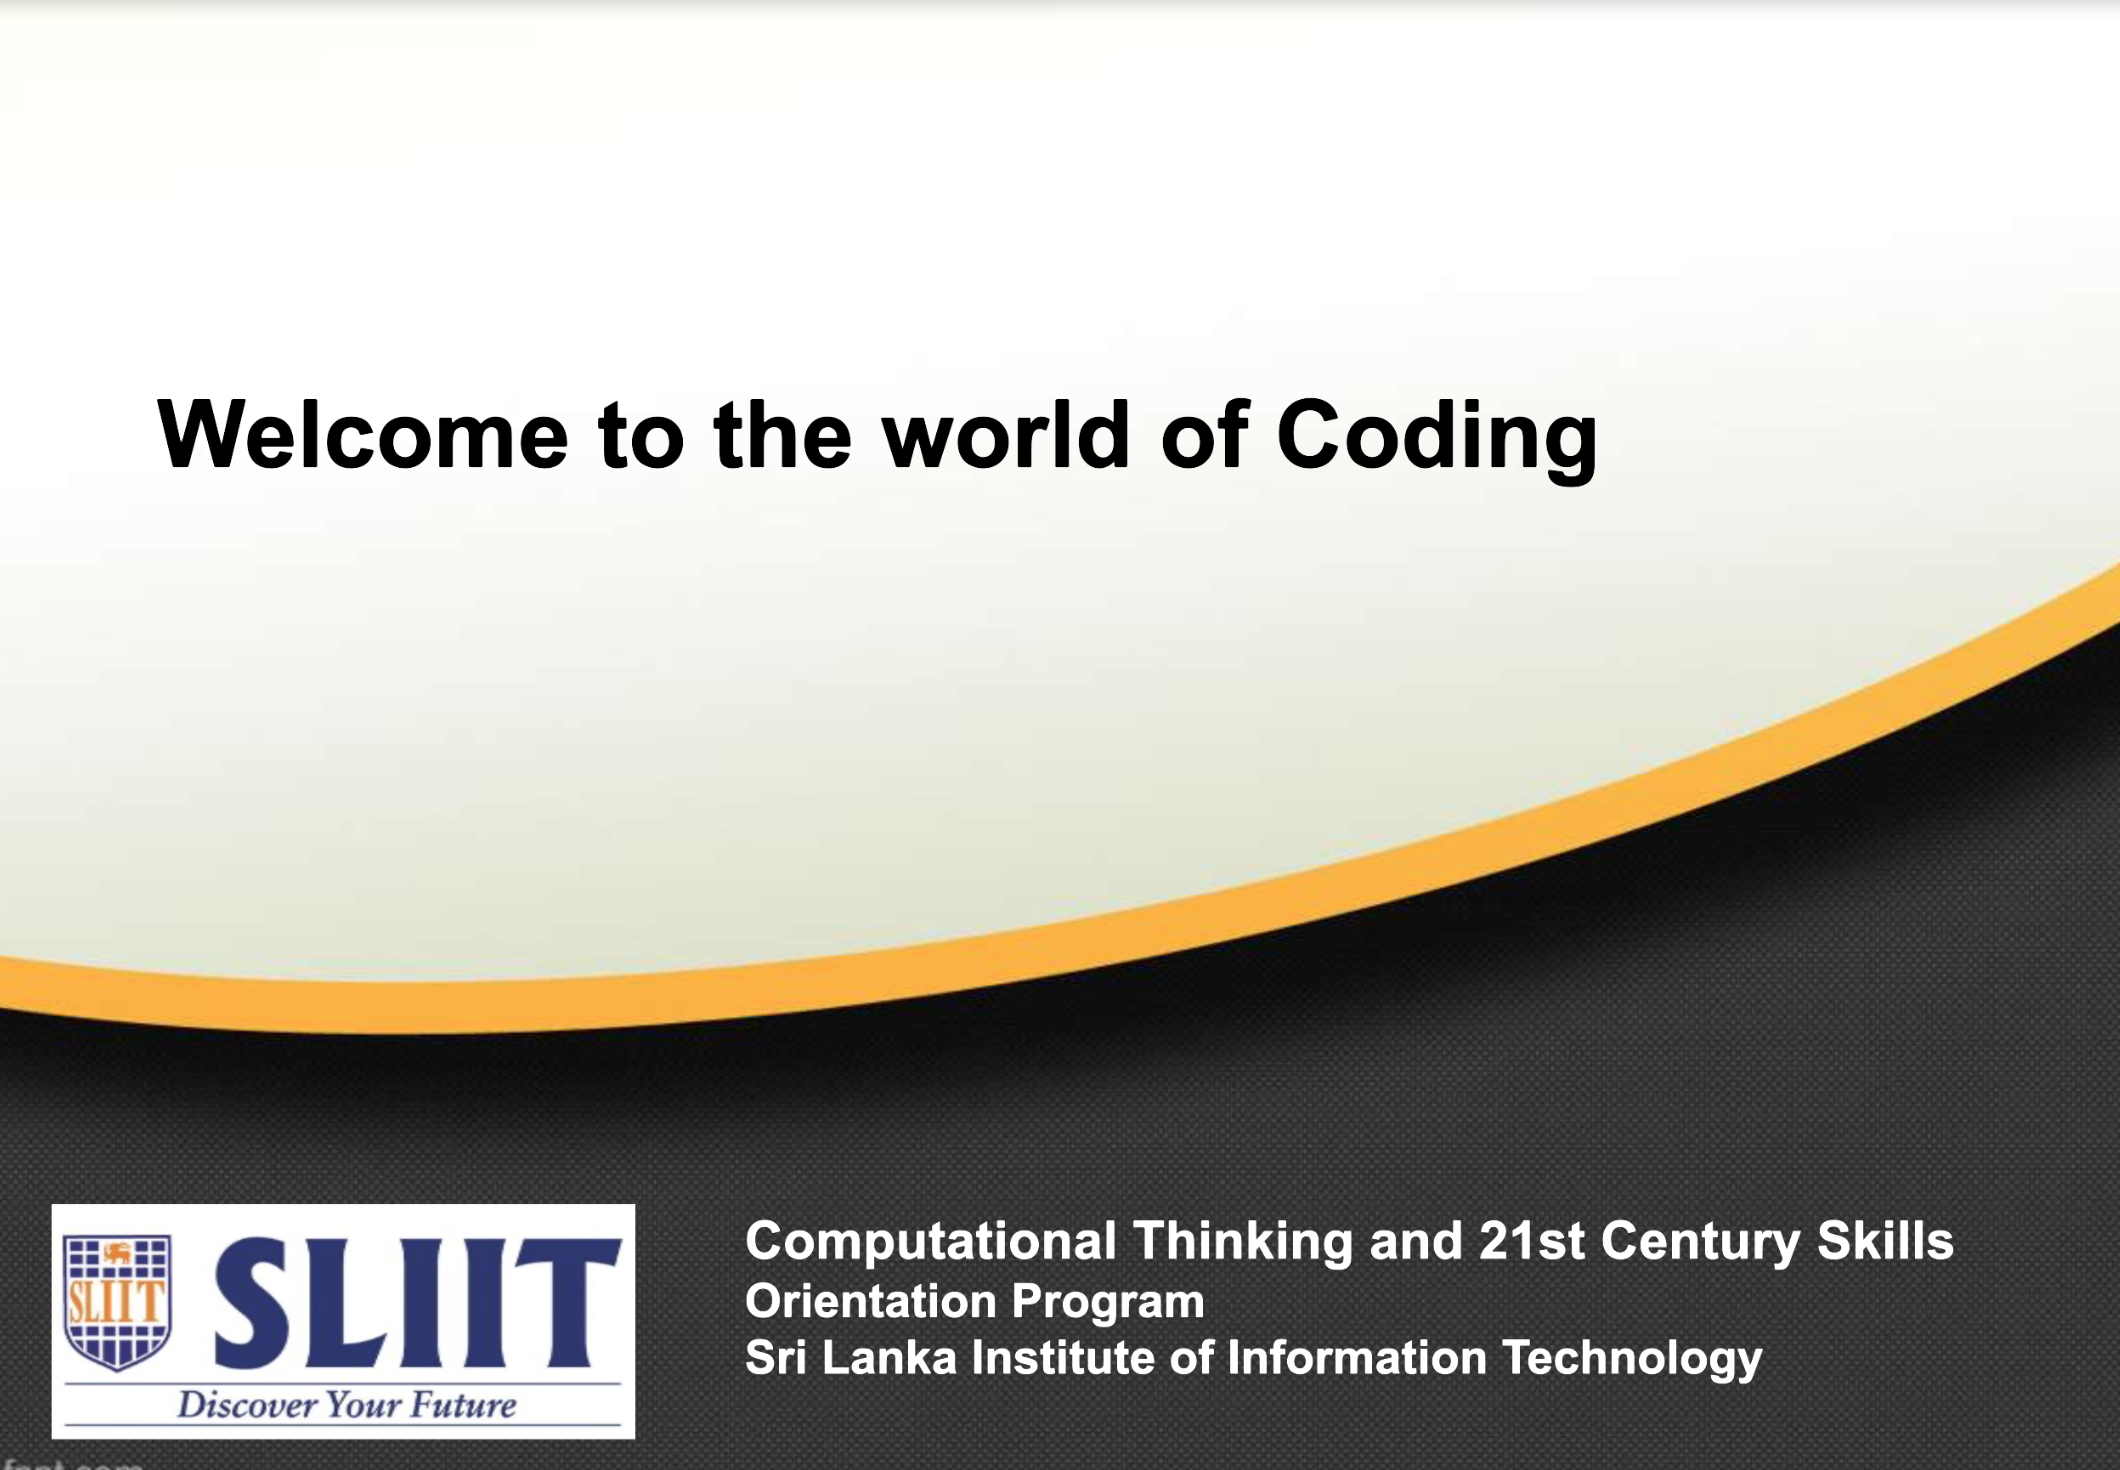 Welcome to the world of Coding
SLIIT
SLIIT
Discover Your Future
Computational Thinking and 21st Century Skills
Orientation Program
Sri Lanka Institute of Information Technology